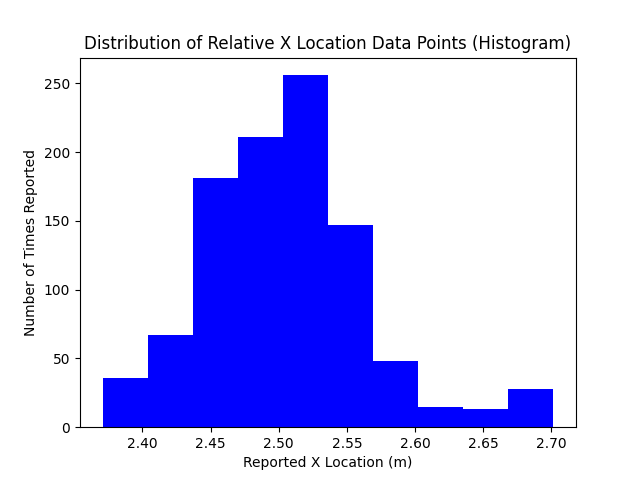 Distribution of Relative X Location Data Points (Histogram)
Number of Times Reported
250
200
150
100
50
0
2.40 2.45 2.50 2.55 2.60 2.65 2.70
Reported X Location (m)